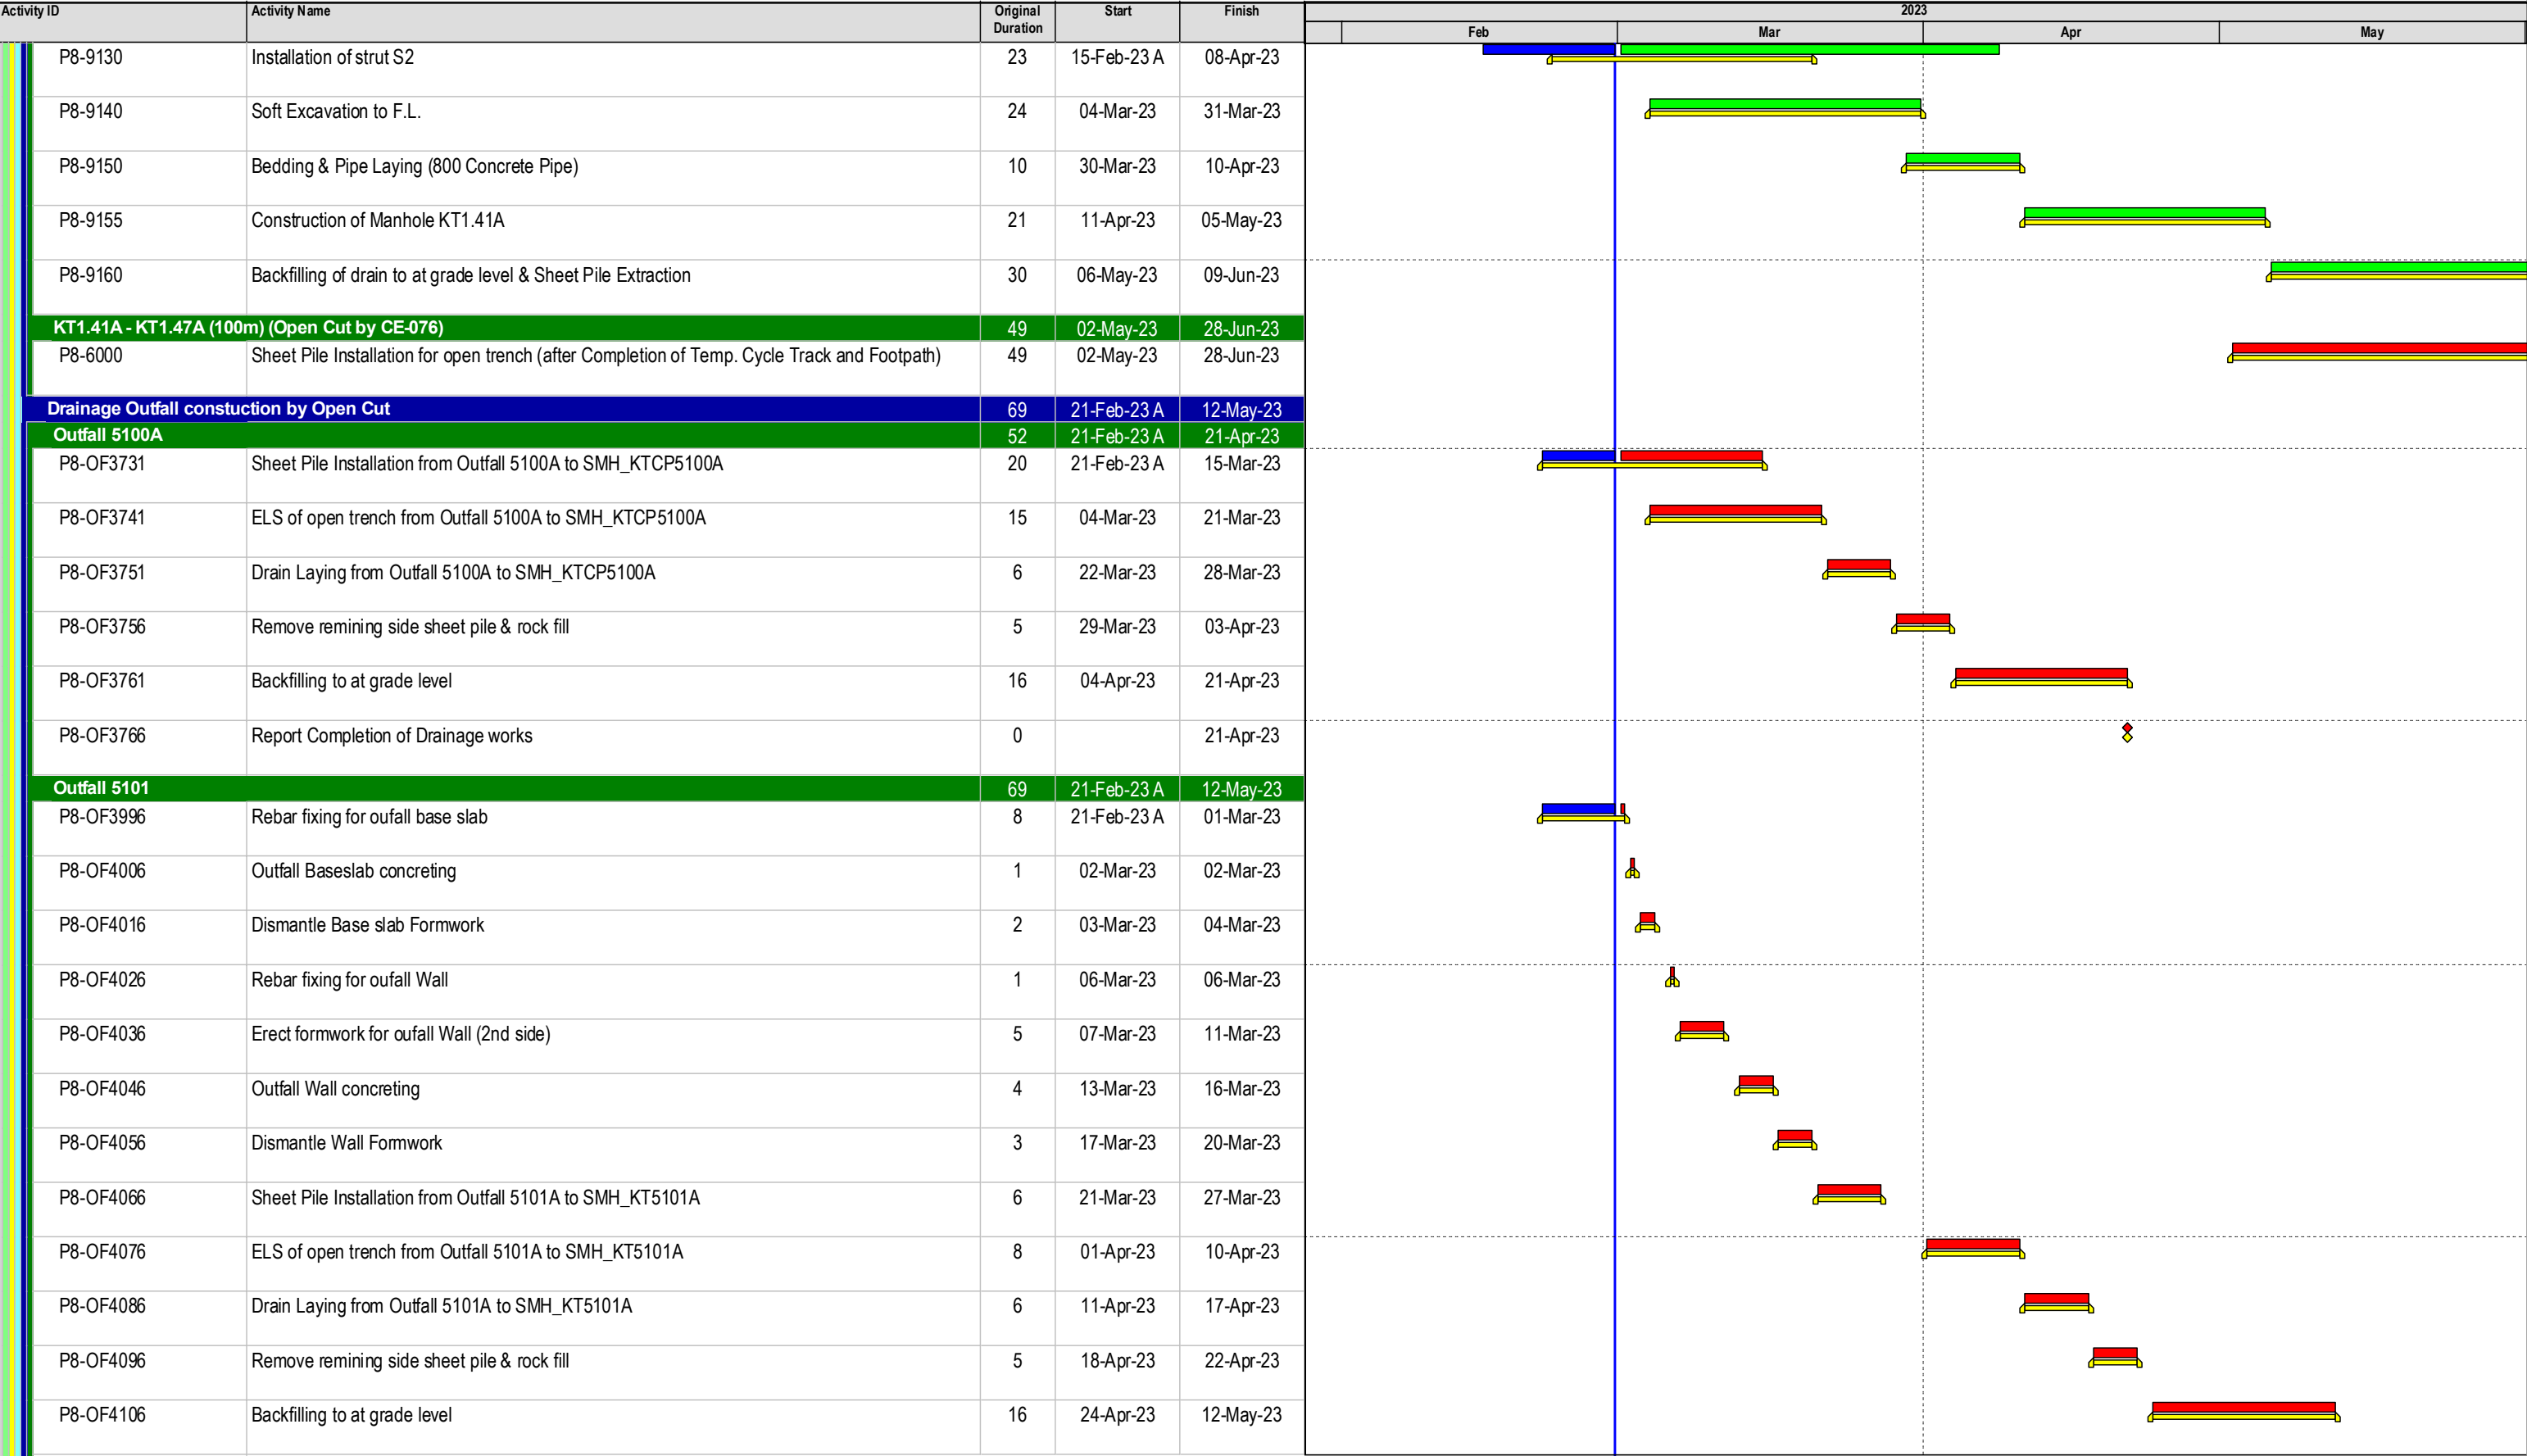 Activity ID Activity Name Original Duration Start Finish 2023
Feb Mar Apr May
P8-9130 Installation of strut S2 23 15-Feb-23 A 08-Apr-23
P8-9140 Soft Excavation to F.L. 24 04-Mar-23 31-Mar-23
P8-9150 Bedding & Pipe Laying (800 Concrete Pipe) 10 30-Mar-23 10-Apr-23
P8-9155 Construction of Manhole KT1.41A 21 11-Apr-23 05-May-23
P8-9160 Backfilling of drain to at grade level & Sheet Pile Extraction 30 06-May-23 09-Jun-23
KT1.41A - KT1.47A (100m) (Open Cut by CE-076) 49 02-May-23 28-Jun-23
P8-6000 Sheet Pile Installation for open trench (after Completion of Temp. Cycle Track and Footpath) 49 02-May-23 28-Jun-23
Drainage Outfall constuction by Open Cut 69 21-Feb-23 A 12-May-23
Outfall 5100A 52 21-Feb-23 A 21-Apr-23
P8-OF3731 Sheet Pile Installation from Outfall 5100A to SMH_KTCP5100A 20 21-Feb-23 A 15-Mar-23
P8-OF3741 ELS of open trench from Outfall 5100A to SMH_KTCP5100A 15 04-Mar-23 21-Mar-23
P8-OF3751 Drain Laying from Outfall 5100A to SMH_KTCP5100A 6 22-Mar-23 28-Mar-23
P8-OF3756 Remove remining side sheet pile & rock fill 5 29-Mar-23 03-Apr-23
P8-OF3761 Backfilling to at grade level 16 04-Apr-23 21-Apr-23
P8-OF3766 Report Completion of Drainage works 0 21-Apr-23
Outfall 5101 69 21-Feb-23 A 12-May-23
P8-OF3996 Rebar fixing for oufall base slab 8 21-Feb-23 A 01-Mar-23
P8-OF4006 Outfall Baseslab concreting 1 02-Mar-23 02-Mar-23
P8-OF4016 Dismantle Base slab Formwork 2 03-Mar-23 04-Mar-23
P8-OF4026 Rebar fixing for oufall Wall 1 06-Mar-23 06-Mar-23
P8-OF4036 Erect formwork for oufall Wall (2nd side) 5 07-Mar-23 11-Mar-23
P8-OF4046 Outfall Wall concreting 4 13-Mar-23 16-Mar-23
P8-OF4056 Dismantle Wall Formwork 3 17-Mar-23 20-Mar-23
P8-OF4066 Sheet Pile Installation from Outfall 5101A to SMH_KT5101A 6 21-Mar-23 27-Mar-23
P8-OF4076 ELS of open trench from Outfall 5101A to SMH_KT5101A 8 01-Apr-23 10-Apr-23
P8-OF4086 Drain Laying from Outfall 5101A to SMH_KT5101A 6 11-Apr-23 17-Apr-23
P8-OF4096 Remove remining side sheet pile & rock fill 5 18-Apr-23 22-Apr-23
P8-OF4106 Backfilling to at grade level 16 24-Apr-23 12-May-23